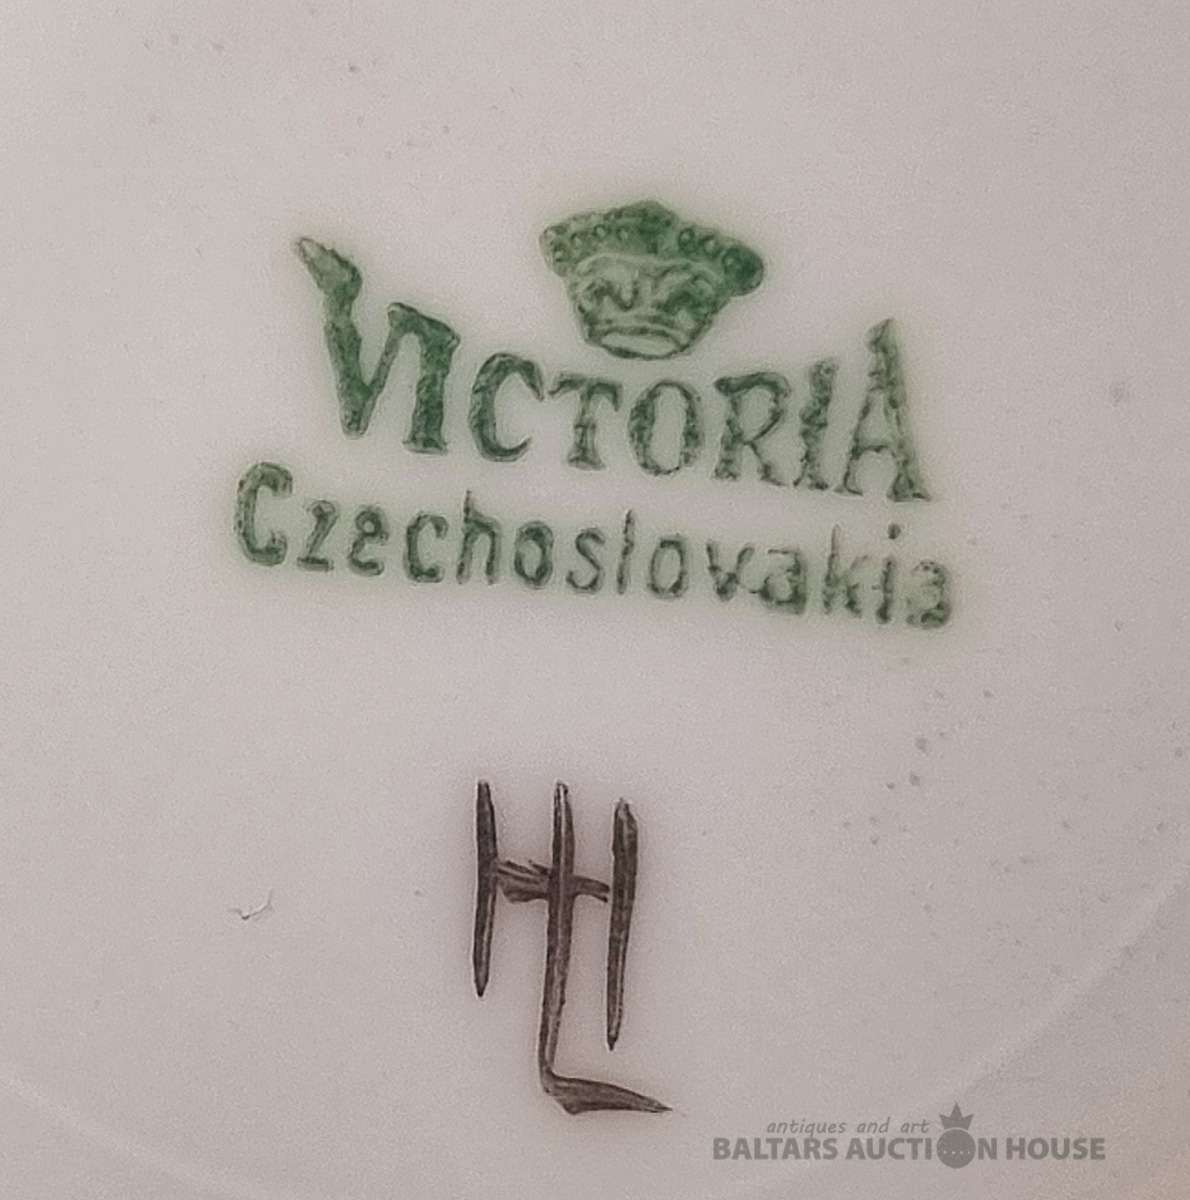 VICTORIA
Czechoslovakia
HL
antiques and art
BALTARS AUCTION HOUSE